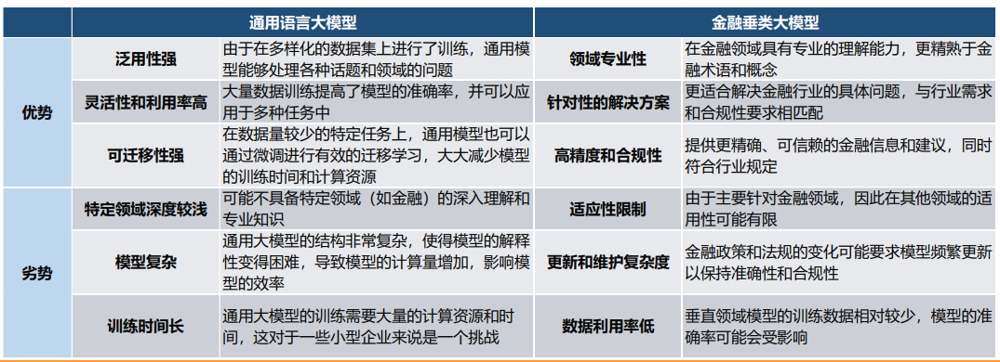 通用语言大模型
金融垂类大模型
优势
泛用性强
由于在多样化的数据集上进行了训练，通用模
型能够处理各种话题和领域的问题
领域专业性
在金融领域具有专业的理解能力，更精熟于金
融术语和概念
灵活性和利用率高
大量数据训练提高了模型的准确率，并可以应
用于多种任务中
针对性的解决方案
更适合解决金融行业的具体问题，与行业需求
和合规性要求相匹配
可迁移性强
在数据量较少的特定任务上，通用模型也可以
通过微调进行有效的迁移学习，大大减少模型
的训练时间和计算资源
高精度和合规性
提供更精确、可信赖的金融信息和建议，同时
符合行业规定
劣势
特定领域深度较浅
可能不具备特定领域（如金融）的深入理解和
专业知识
适应性限制
由于主要针对金融领域，因此在其他领域的适
用性可能有限
模型复杂
通用大模型的结构非常复杂，使得模型的解释
性变得困难，导致模型的计算量增加，影响模
型的效率
更新和维护复杂度
金融政策和法规的变化可能要求模型频繁更新
以保持准确性和合规性
训练时间长
通用大模型的训练需要大量的计算资源和时
间，这对于一些小型企业来说是一个挑战
数据利用率低
垂直领域模型的训练数据相对较少，模型的准
确率可能会受影响